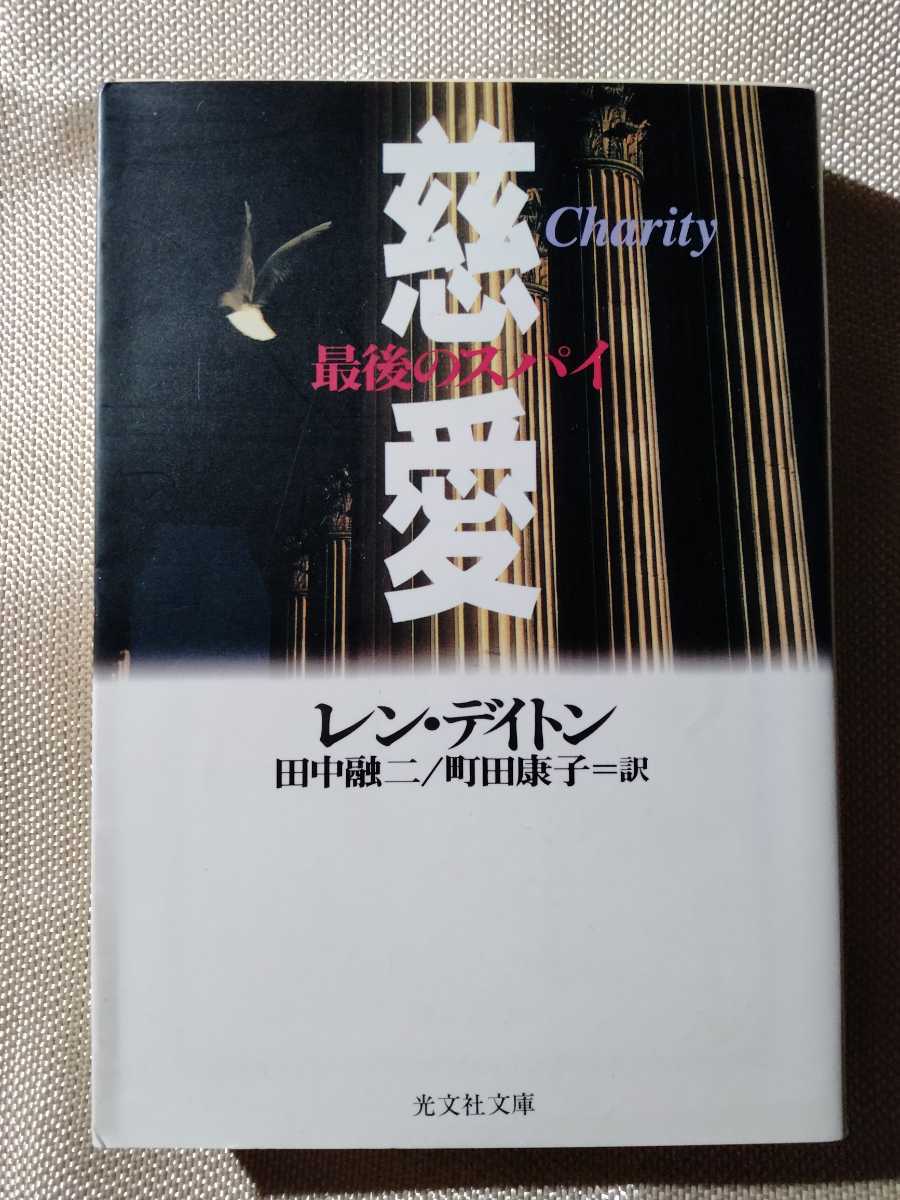 慈愛
Charity
最後のスパイ
レン・デイトン
田中融二／町田康子＝訳
光文社文庫